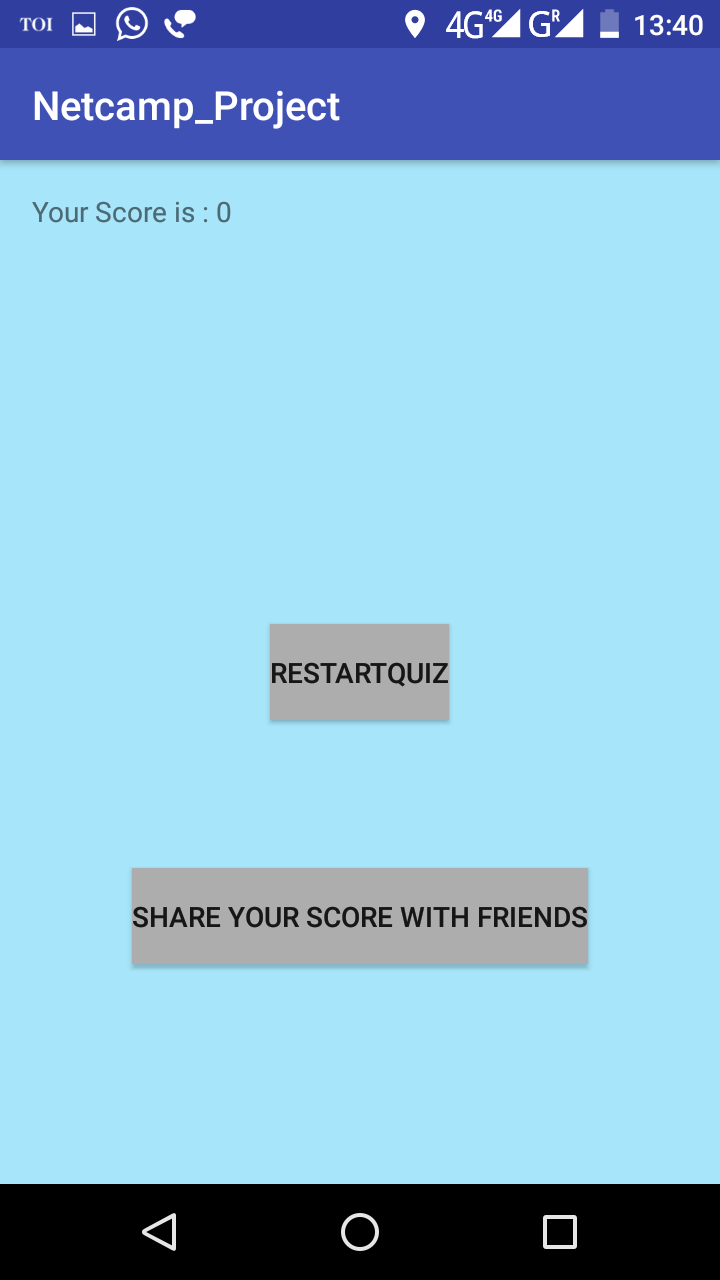 TOI 4G 4G G R 13:40
Netcamp_Project
Your Score is : 0
RESTARTQUIZ
SHARE YOUR SCORE WITH FRIENDS